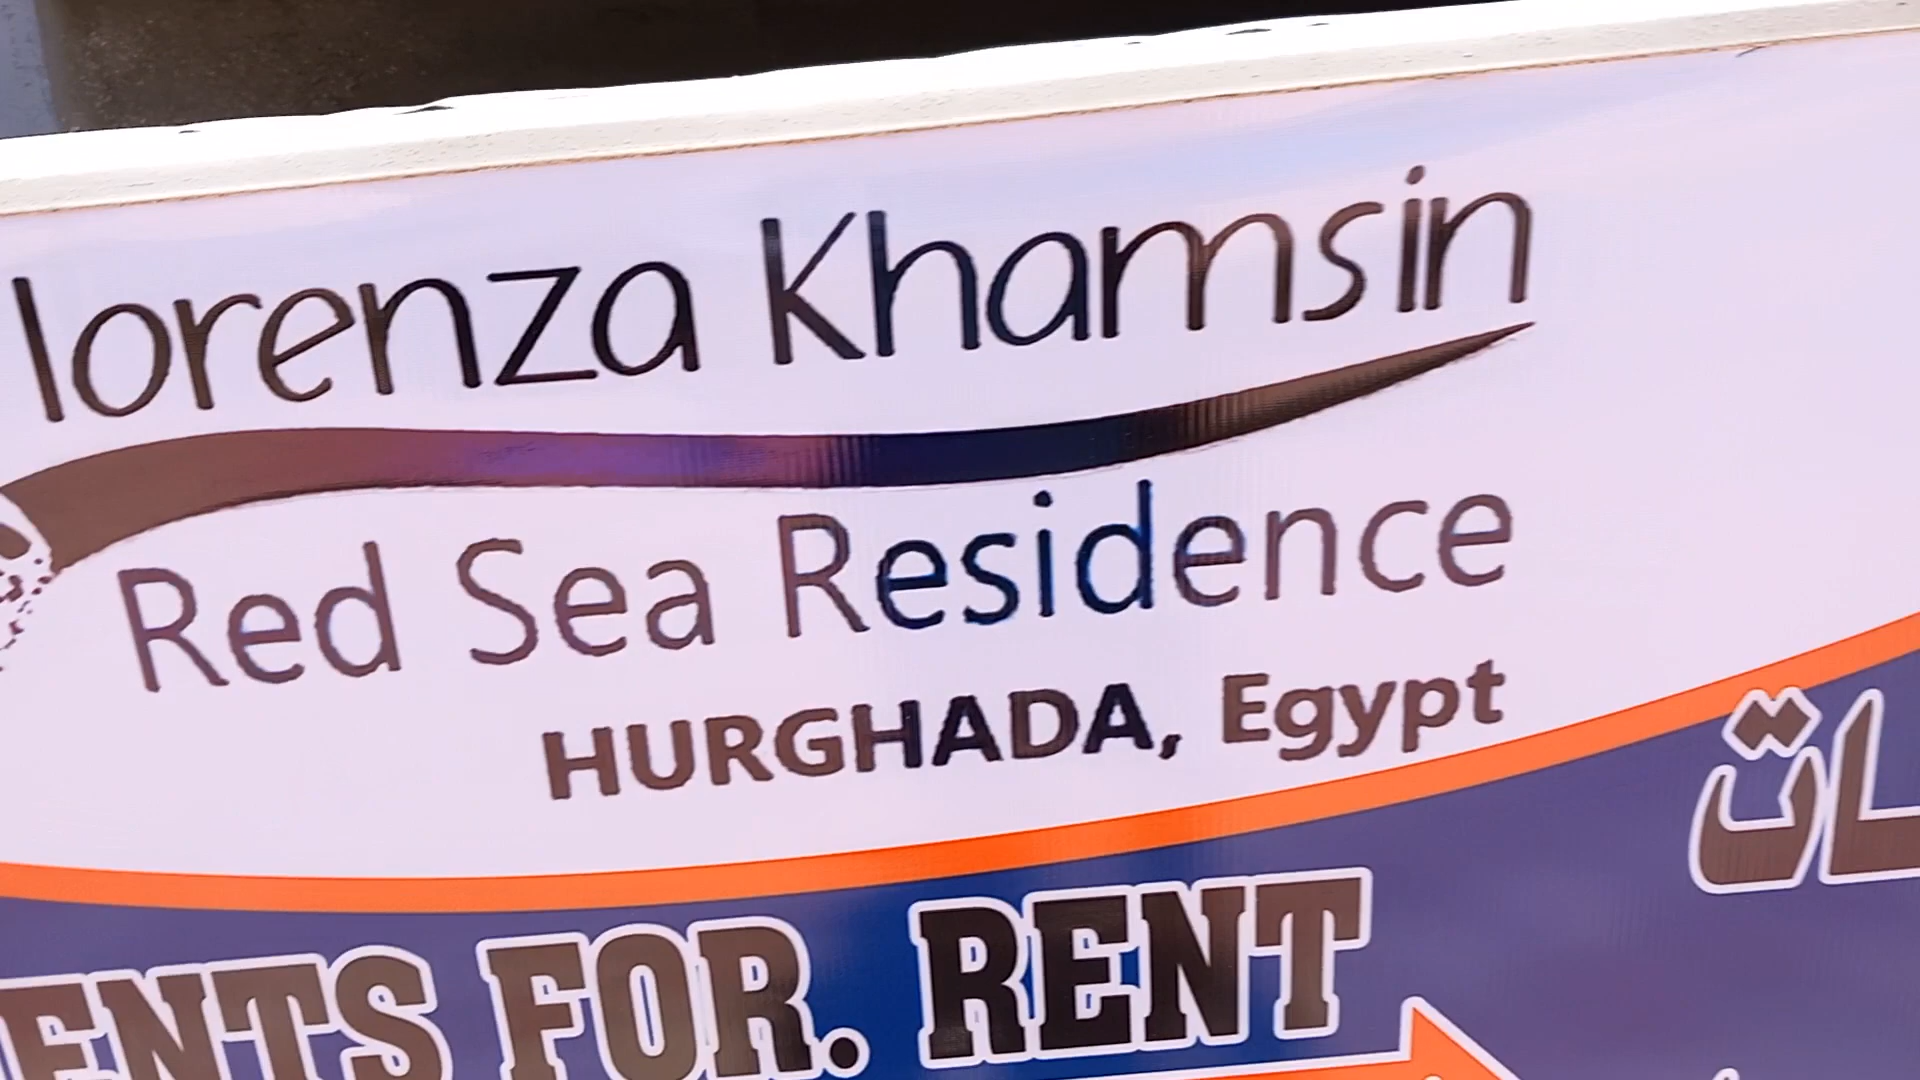 lorenza Khamsin
Red Sea Residence
HURGHADA, Egypt
ENTS FOR. RENT